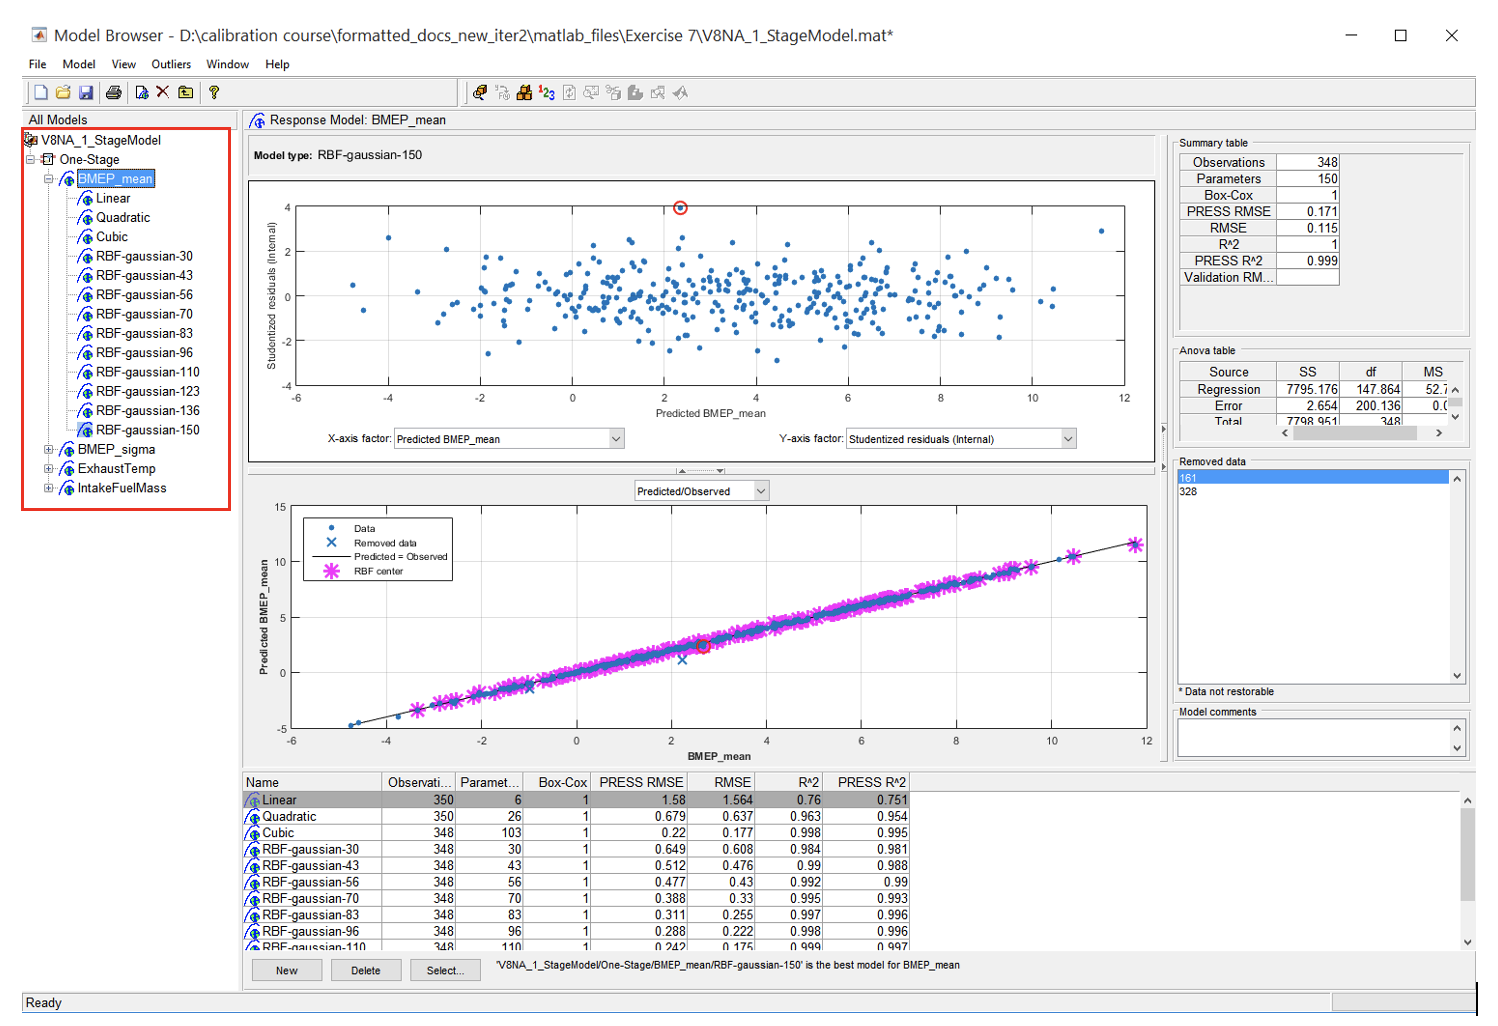 Model Browser - D:\calibration course\formatted_docs_new_iter2\matlab_files\Exercise 7\V8NA_1_StageModel.mat*
File Model View Outliers Window Help
All Models
V8NA_1_StageModel
One-Stage
BMEP_mean
Linear
Quadratic
Cubic
RBF-gaussian-30
RBF-gaussian-43
RBF-gaussian-56
RBF-gaussian-70
RBF-gaussian-83
RBF-gaussian-96
RBF-gaussian-110
RBF-gaussian-123
RBF-gaussian-136
RBF-gaussian-150
BMEP_sigma
ExhaustTemp
IntakeFuelMass
Response Model: BMEP_mean
Model type: RBF-gaussian-150
Studentized residuals (Internal)
4
2
0
-2
-4
-6 -4 -2 0 2 4 6 8 10 12
Predicted BMEP_mean
X-axis factor: Predicted BMEP_mean
Y-axis factor: Studentized residuals (Internal)
Predicted/Observed
Predicted BMEP_mean
15
10
5
0
-5
Data
Removed data
Predicted = Observed
RBF center
-6 -4 -2 0 2 4 6 8 10 12
BMEP_mean
Summary table
Observations 348
Parameters 150
Box-Cox 1
PRESS RMSE 0.171
RMSE 0.115
R^2 1
PRESS R^2 0.999
Validation RM...
Anova table
Source SS df MS
Regression 7795.176 147.864 52.7
Error 2.654 200.136 0.0
Total 7798.951 348
Removed data
161
328
* Data not restorable
Model comments
Name Observati... Paramet... Box-Cox PRESS RMSE RMSE R^2 PRESS R^2
Linear 350 6 1 1.58 1.564 0.76 0.751
Quadratic 350 26 1 0.679 0.637 0.963 0.954
Cubic 348 103 1 0.22 0.177 0.998 0.995
RBF-gaussian-30 348 30 1 0.649 0.608 0.984 0.981
RBF-gaussian-43 348 43 1 0.512 0.476 0.99 0.988
RBF-gaussian-56 348 56 1 0.477 0.43 0.992 0.99
RBF-gaussian-70 348 70 1 0.388 0.33 0.995 0.993
RBF-gaussian-83 348 83 1 0.311 0.255 0.997 0.996
RBF-gaussian-96 348 96 1 0.288 0.222 0.998 0.996
RBF-gaussian-110 348 110 1 0.242 0.175 0.999 0.997
New Delete Select... 'V8NA_1_StageModel/One-Stage/BMEP_mean/RBF-gaussian-150' is the best model for BMEP_mean
Ready